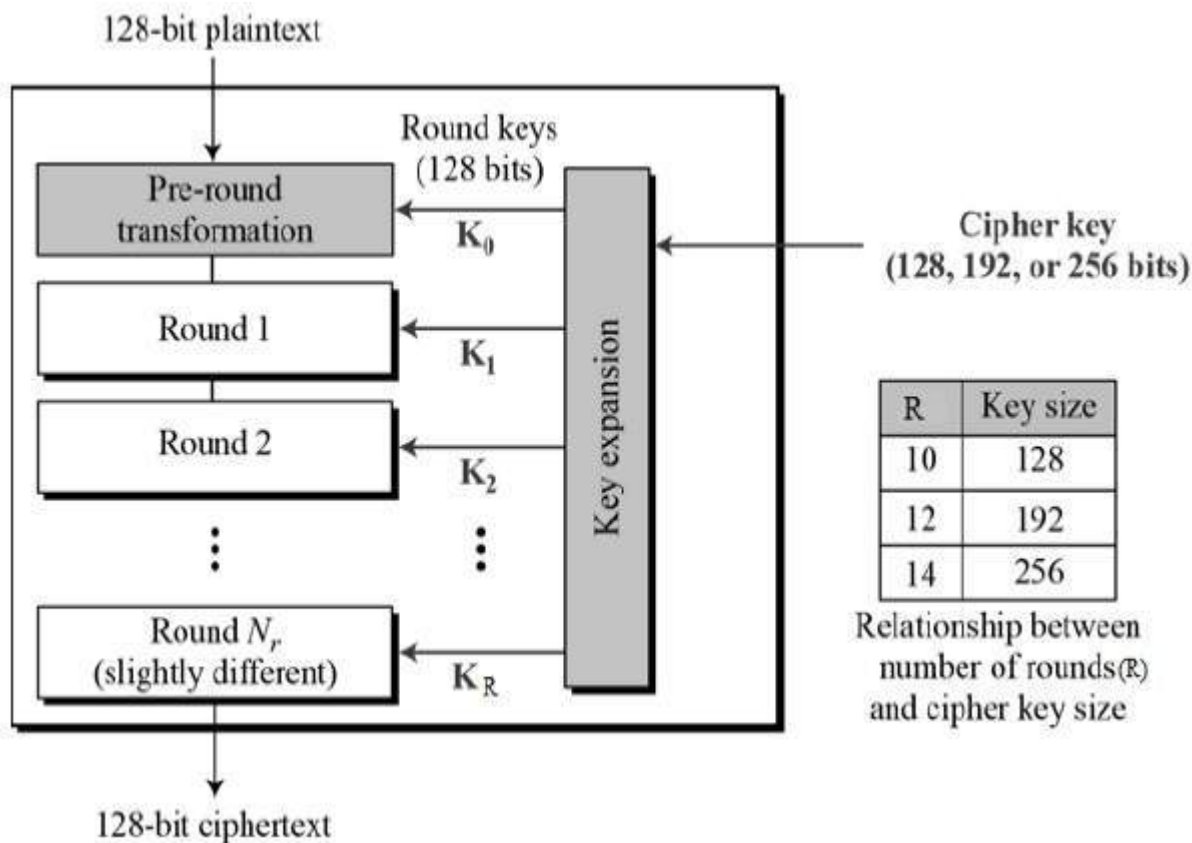 128-bit plaintext
Round keys
(128 bits)
Pre-round
transformation
K0
Cipher key
(128, 192, or 256 bits)
Round 1
K1
Key expansion
Round 2
K2
R Key size
10 128
12 192
14 256
Relationship between
number of rounds(R)
and cipher key size
Round Nr
(slightly different)
KR
128-bit ciphertext